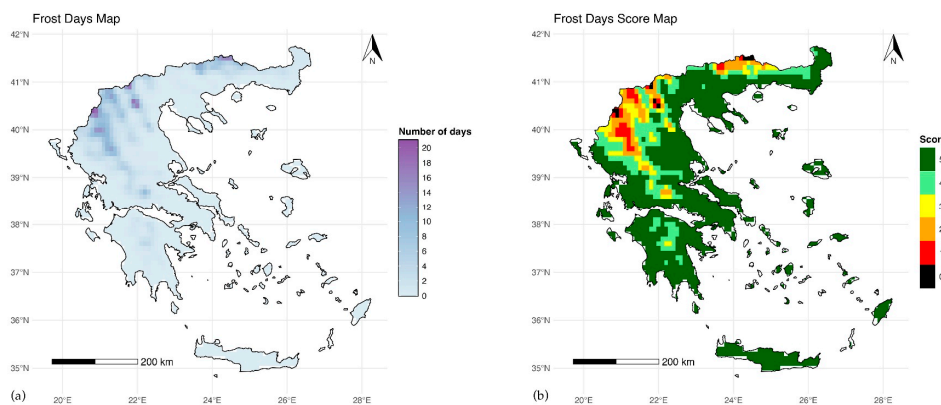 Frost Days Map
42°N
41°N
40°N
39°N
38°N
37°N
36°N
35°N
N
Number of days
20
18
16
14
12
10
8
6
4
2
0
200 km
(a)
20°E
22°E
24°E
26°E
28°E
Frost Days Score Map
42°N
41°N
40°N
39°N
38°N
37°N
36°N
35°N
N
200 km
(b)
20°E
22°E
24°E
26°E
28°E